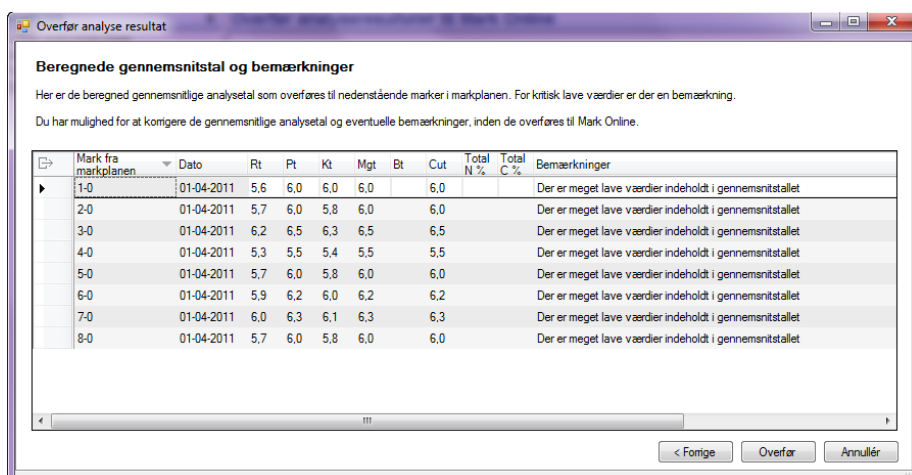 Overfør analyseresultater til Mark Online
Overfør analyse resultat
Beregnede gennemsnitstal og bemærkninger
Her er de beregned gennemsnitlige analysetal som overføres til nedenstående marker i markplanen. For kritisk lave værdier er der en bemærkning.
Du har mulighed for at korrigere de gennemsnitlige analysetal og eventuelle bemærkninger, inden de overføres til Mark Online.
Mark fra markplanen Dato Rt Pt Kt Mgt Bt Cut Total N % Total C % Bemærkninger
1-0 01-04-2011 5,6 6,0 6,0 6,0 6,0 Der er meget lave værdier indeholdt i gennemsnitstallet
2-0 01-04-2011 5,7 6,0 5,8 6,0 6,0 Der er meget lave værdier indeholdt i gennemsnitstallet
3-0 01-04-2011 6,2 6,5 6,3 6,5 6,5 Der er meget lave værdier indeholdt i gennemsnitstallet
4-0 01-04-2011 5,3 5,5 5,4 5,5 5,5 Der er meget lave værdier indeholdt i gennemsnitstallet
5-0 01-04-2011 5,7 6,0 5,8 6,0 6,0 Der er meget lave værdier indeholdt i gennemsnitstallet
6-0 01-04-2011 5,9 6,2 6,0 6,2 6,2 Der er meget lave værdier indeholdt i gennemsnitstallet
7-0 01-04-2011 6,0 6,3 6,1 6,3 6,3 Der er meget lave værdier indeholdt i gennemsnitstallet
8-0 01-04-2011 5,7 6,0 5,8 6,0 6,0 Der er meget lave værdier indeholdt i gennemsnitstallet
< Forrige Overfør Annullér